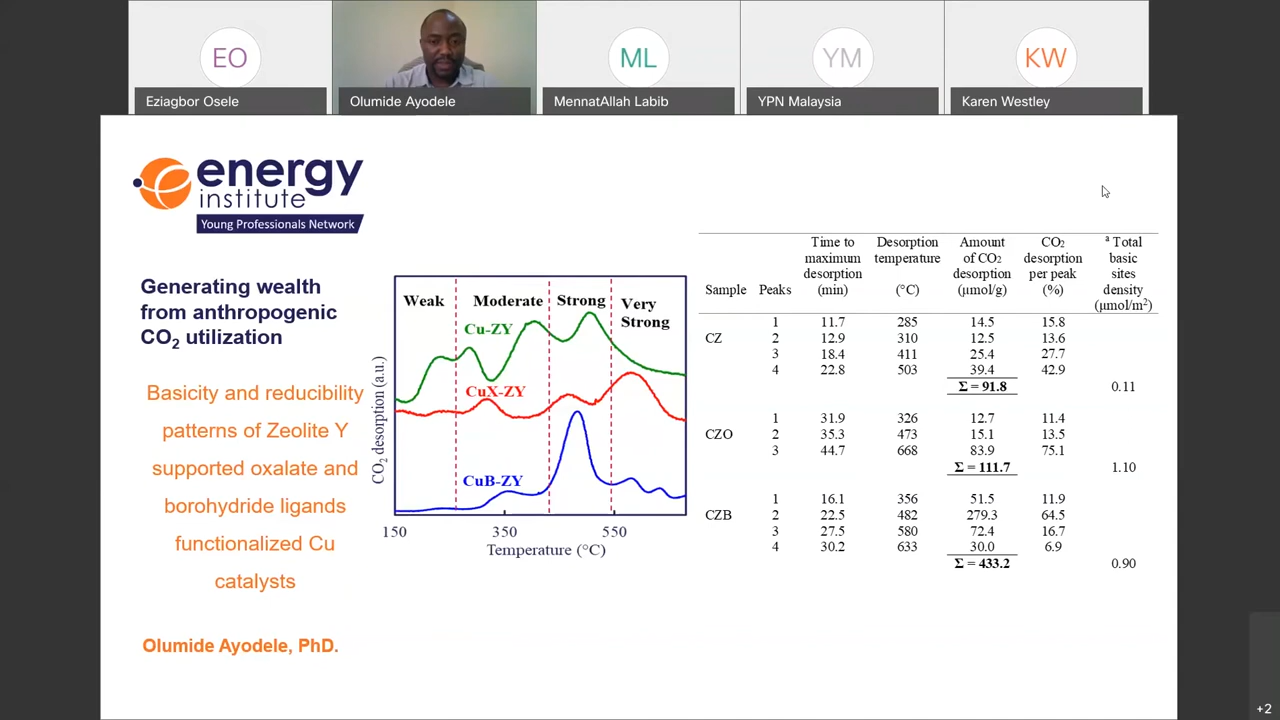 EO
ML
YM
KW
Eziagbor Osele
Olumide Ayodele
MennatAllah Labib
YPN Malaysia
Karen Westley
energy
institute
Young Professionals Network
Generating wealth
from anthropogenic
CO₂ utilization
Basicity and reducibility
patterns of Zeolite Y
supported oxalate and
borohydride ligands
functionalized Cu
catalysts
Olumide Ayodele, PhD.
Weak Moderate Strong Very
Strong
Cu-ZY
CuX-ZY
CuB-ZY
CO₂ desorption (a.u.)
150 350 550
Temperature (°C)
Sample Peaks Time to maximum desorption (min) Desorption temperature (°C) Amount of CO₂ desorption (μmol/g) CO₂ desorption per peak (%) ᵃ Total basic sites density (μmol/m²)
1 11.7 285 14.5 15.8
CZ 2 12.9 310 12.5 13.6
3 18.4 411 25.4 27.7
4 22.8 503 39.4 42.9
Σ = 91.8 0.11
1 31.9 326 12.7 11.4
CZO 2 35.3 473 15.1 13.5
3 44.7 668 83.9 75.1
Σ = 111.7 1.10
1 16.1 356 51.5 11.9
CZB 2 22.5 482 279.3 64.5
3 27.5 580 72.4 16.7
4 30.2 633 30.0 6.9
Σ = 433.2 0.90
+2